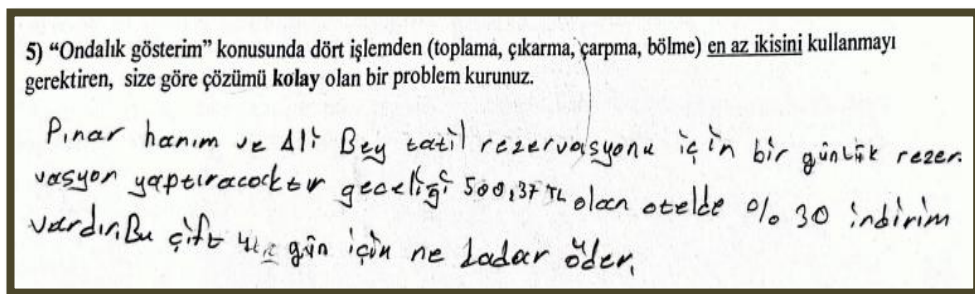 5) “Ondalık gösterim” konusunda dört işlemden (toplama, çıkarma, çarpma, bölme) en az ikisini kullanmayı
gerektiren, size göre çözümü kolay olan bir problem kurunuz.
Pınar hanım ve Ali Bey tatil rezervasyonu için bir günlük rezer.
vasyon yaptıracaktır geceliği 500,37 TL olan otelde % 30 indirim
vardır. Bu çift gün için ne kadar öder.